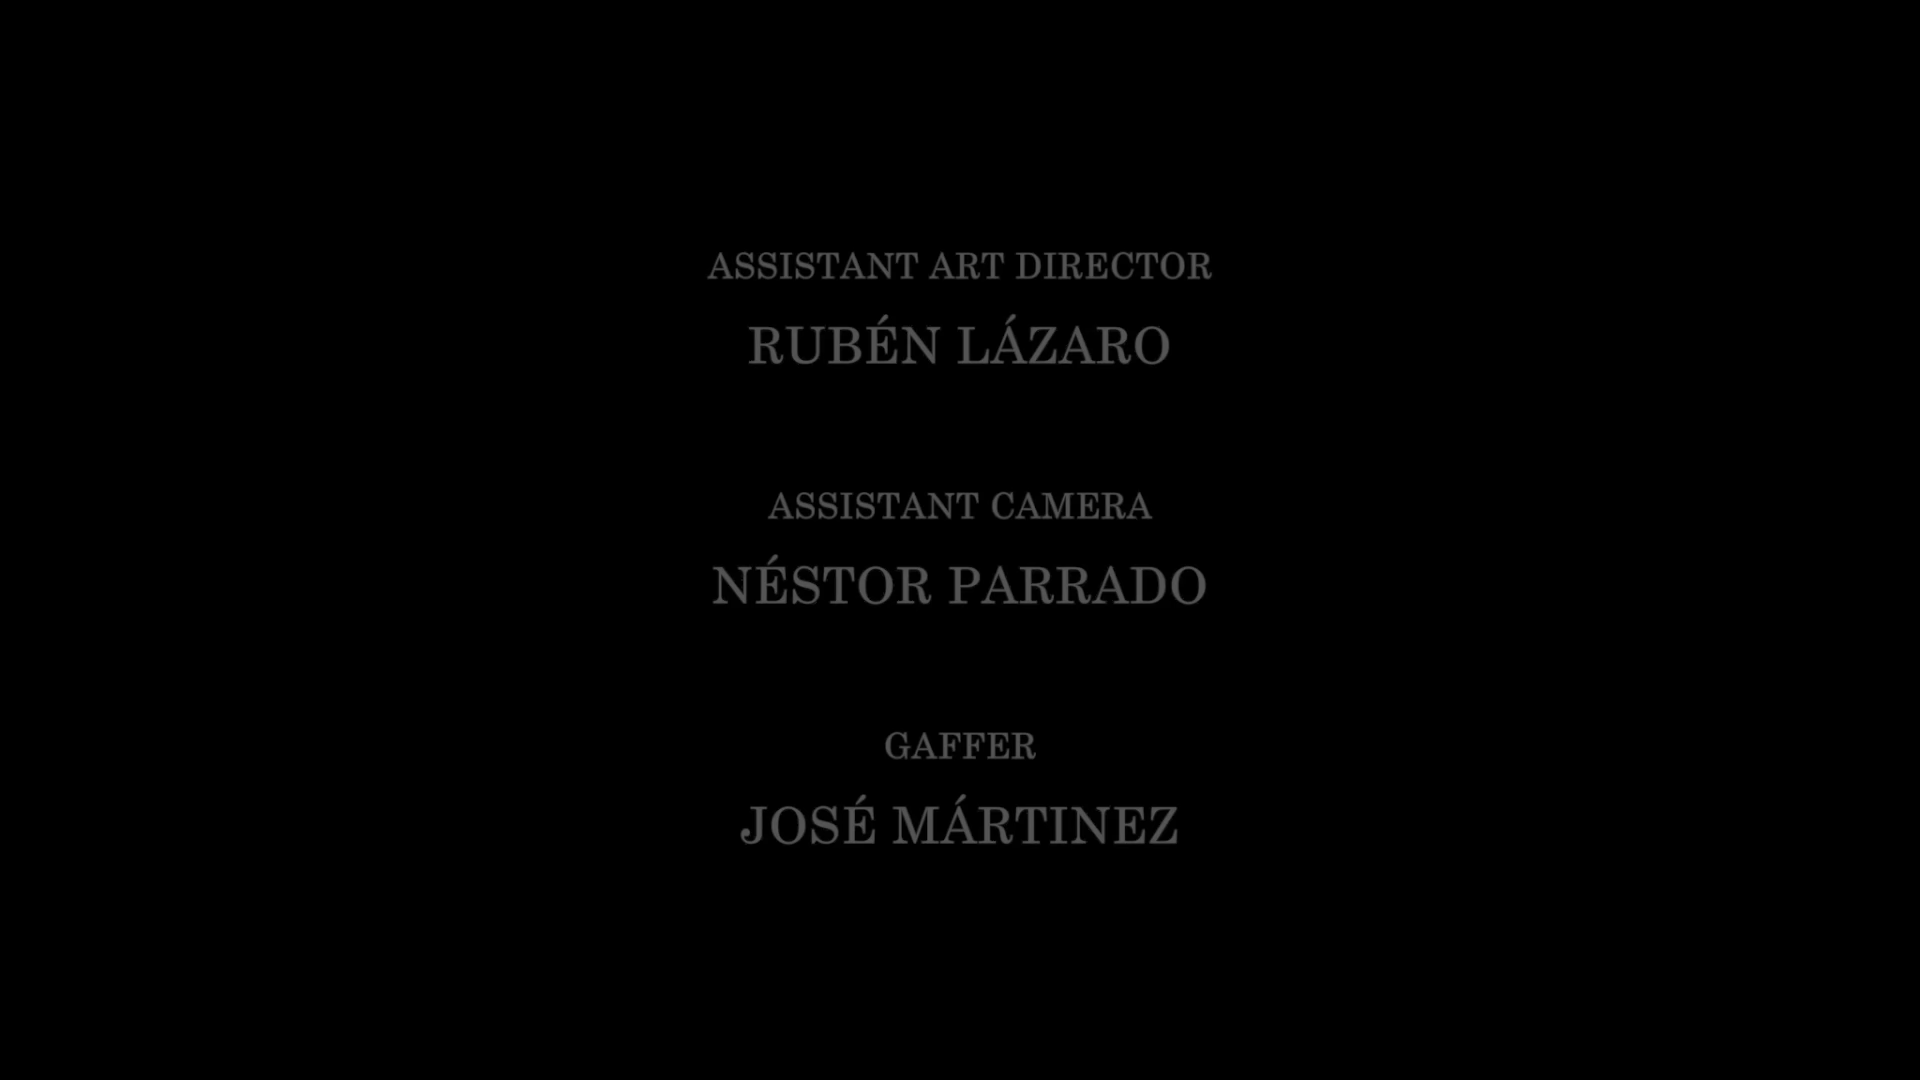 ASSISTANT ART DIRECTOR
RUBÉN LÁZARO
ASSISTANT CAMERA
NÉSTOR PARRADO
GAFFER
JOSÉ MÁRTINEZ